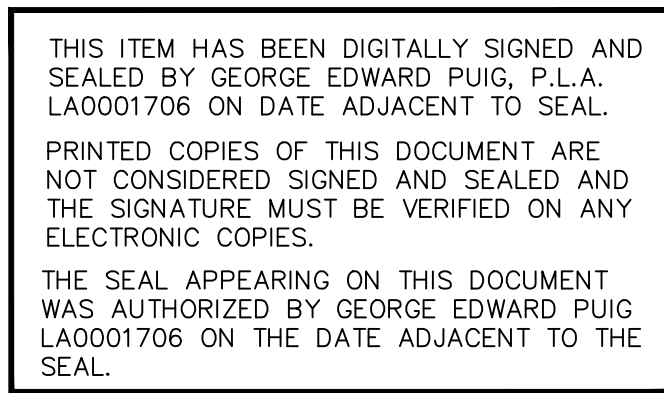 THIS ITEM HAS BEEN DIGITALLY SIGNED AND
SEALED BY GEORGE EDWARD PUIG, P.L.A.
LA0001706 ON DATE ADJACENT TO SEAL.
PRINTED COPIES OF THIS DOCUMENT ARE
NOT CONSIDERED SIGNED AND SEALED AND
THE SIGNATURE MUST BE VERIFIED ON ANY
ELECTRONIC COPIES.
THE SEAL APPEARING ON THIS DOCUMENT
WAS AUTHORIZED BY GEORGE EDWARD PUIG
LA0001706 ON THE DATE ADJACENT TO THE
SEAL.